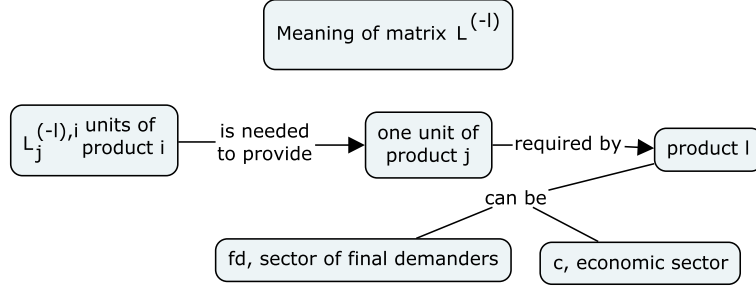 Meaning of matrix L^(-l)
L_j^(-l),i units of
product i
is needed
to provide
one unit of
product j
required by
product l
can be
fd, sector of final demanders
c, economic sector